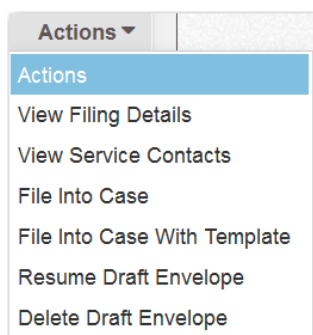 Actions
Actions
View Filing Details
View Service Contacts
File Into Case
File Into Case With Template
Resume Draft Envelope
Delete Draft Envelope